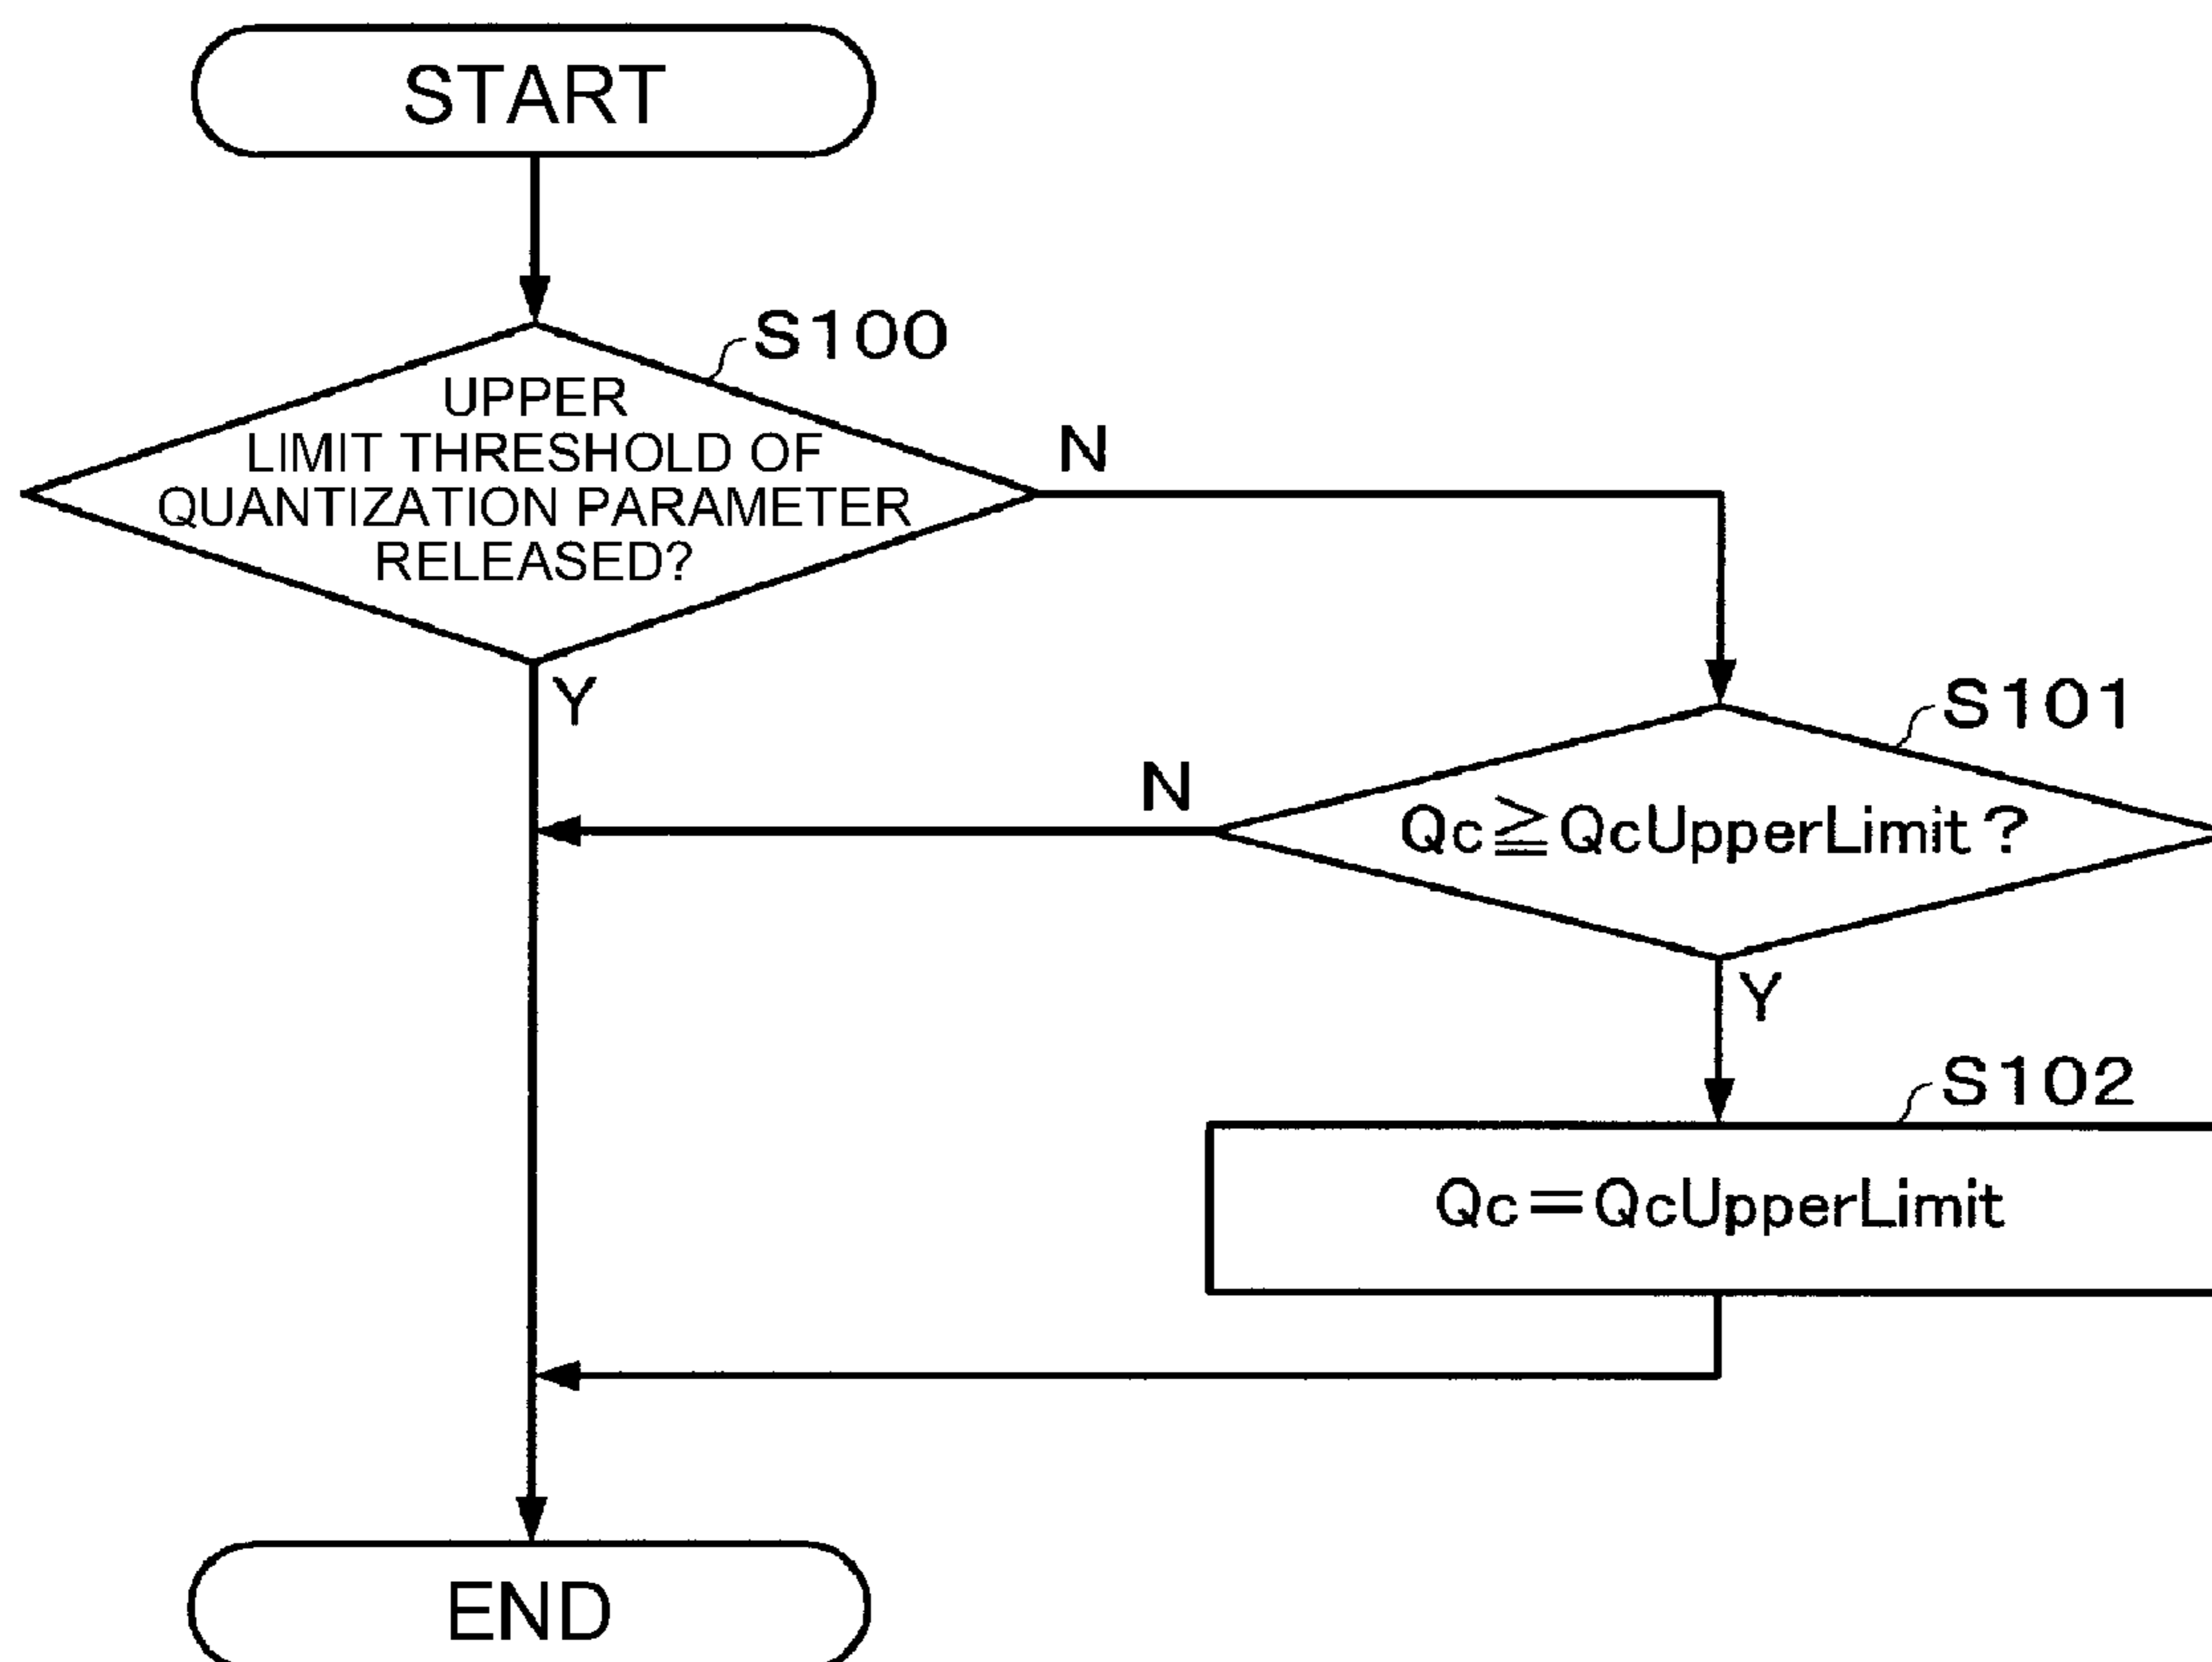 START
S100
UPPER
LIMIT THRESHOLD OF
QUANTIZATION PARAMETER
RELEASED?
N
Y
S101
N
Qc≧QcUpperLimit?
Y
S102
Qc=QcUpperLimit
END